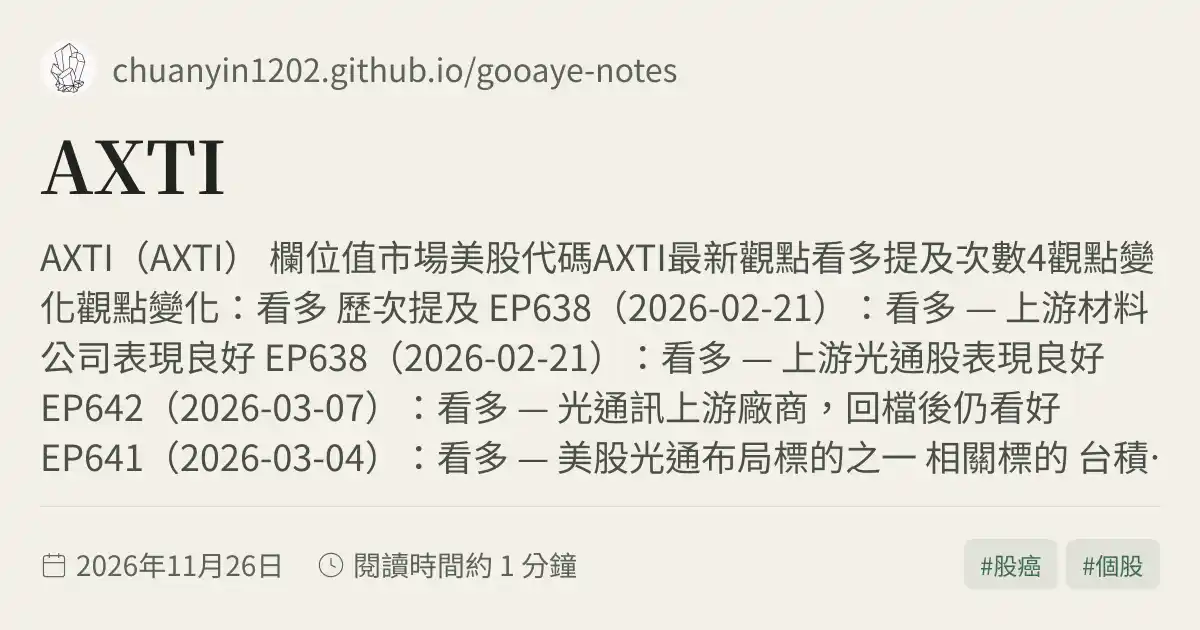 chuanyin1202.github.io/gooaye-notes
AXTI
AXTI（AXTI） 欄位值市場美股代碼AXTI最新觀點看多提及次數4觀點變
化觀點變化：看多 歷次提及 EP638（2026-02-21）：看多 — 上游材料
公司表現良好 EP638（2026-02-21）：看多 — 上游光通股表現良好
EP642（2026-03-07）：看多 — 光通訊上游廠商，回檔後仍看好
EP641（2026-03-04）：看多 — 美股光通布局標的之一 相關標的 台積·
2026年11月26日 閱讀時間約 1 分鐘 #股癌 #個股